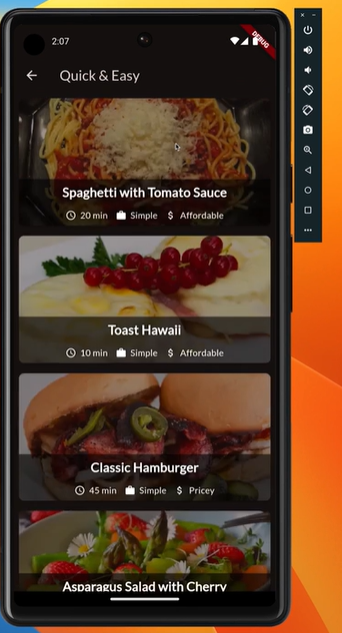 2:07
DEBUG
Quick & Easy
Spaghetti with Tomato Sauce
20 min Simple $ Affordable
Toast Hawaii
10 min Simple $ Affordable
Classic Hamburger
45 min Simple $ Pricey
Asparagus Salad with Cherry